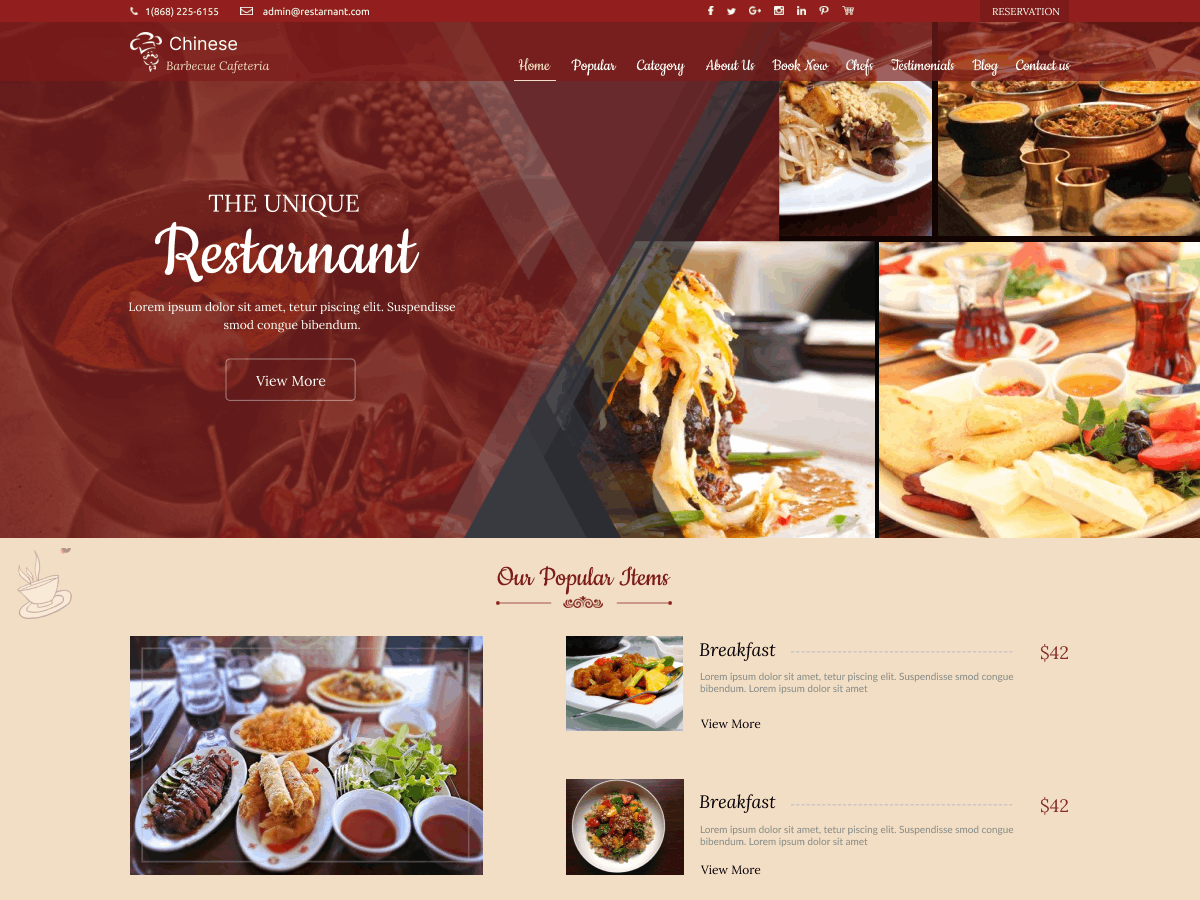 1(868) 225-6155 admin@restarnant.com RESERVATION
Chinese
Barbecue Cafeteria
Home Popular Category About Us Book Now Chefs Testimonials Blog Contact us
THE UNIQUE
Restarnant
Lorem ipsum dolor sit amet, tetur piscing elit. Suspendisse
smod congue bibendum.
View More
Our Popular Items
Breakfast $42
Lorem ipsum dolor sit amet, tetur piscing elit. Suspendisse smod congue
bibendum. Lorem ipsum dolor sit amet
View More
Breakfast $42
Lorem ipsum dolor sit amet, tetur piscing elit. Suspendisse smod congue
bibendum. Lorem ipsum dolor sit amet
View More